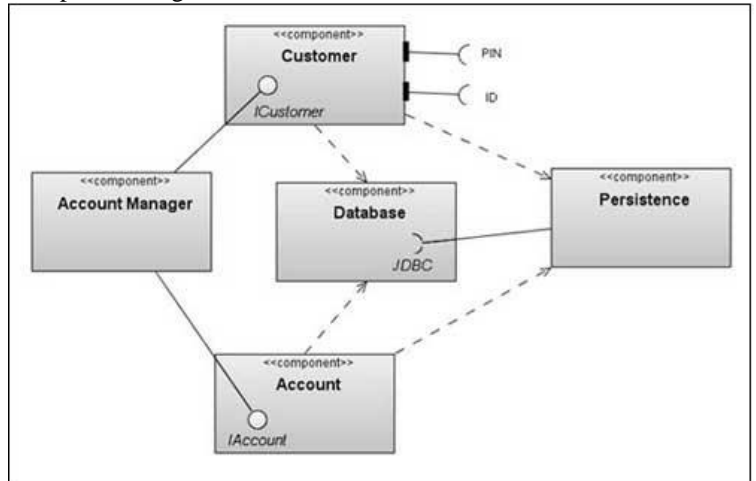 <<component>>
Customer
PIN
ID
ICustomer
<<component>>
Account Manager
<<component>>
Database
JDBC
<<component>>
Persistence
<<component>>
Account
IAccount